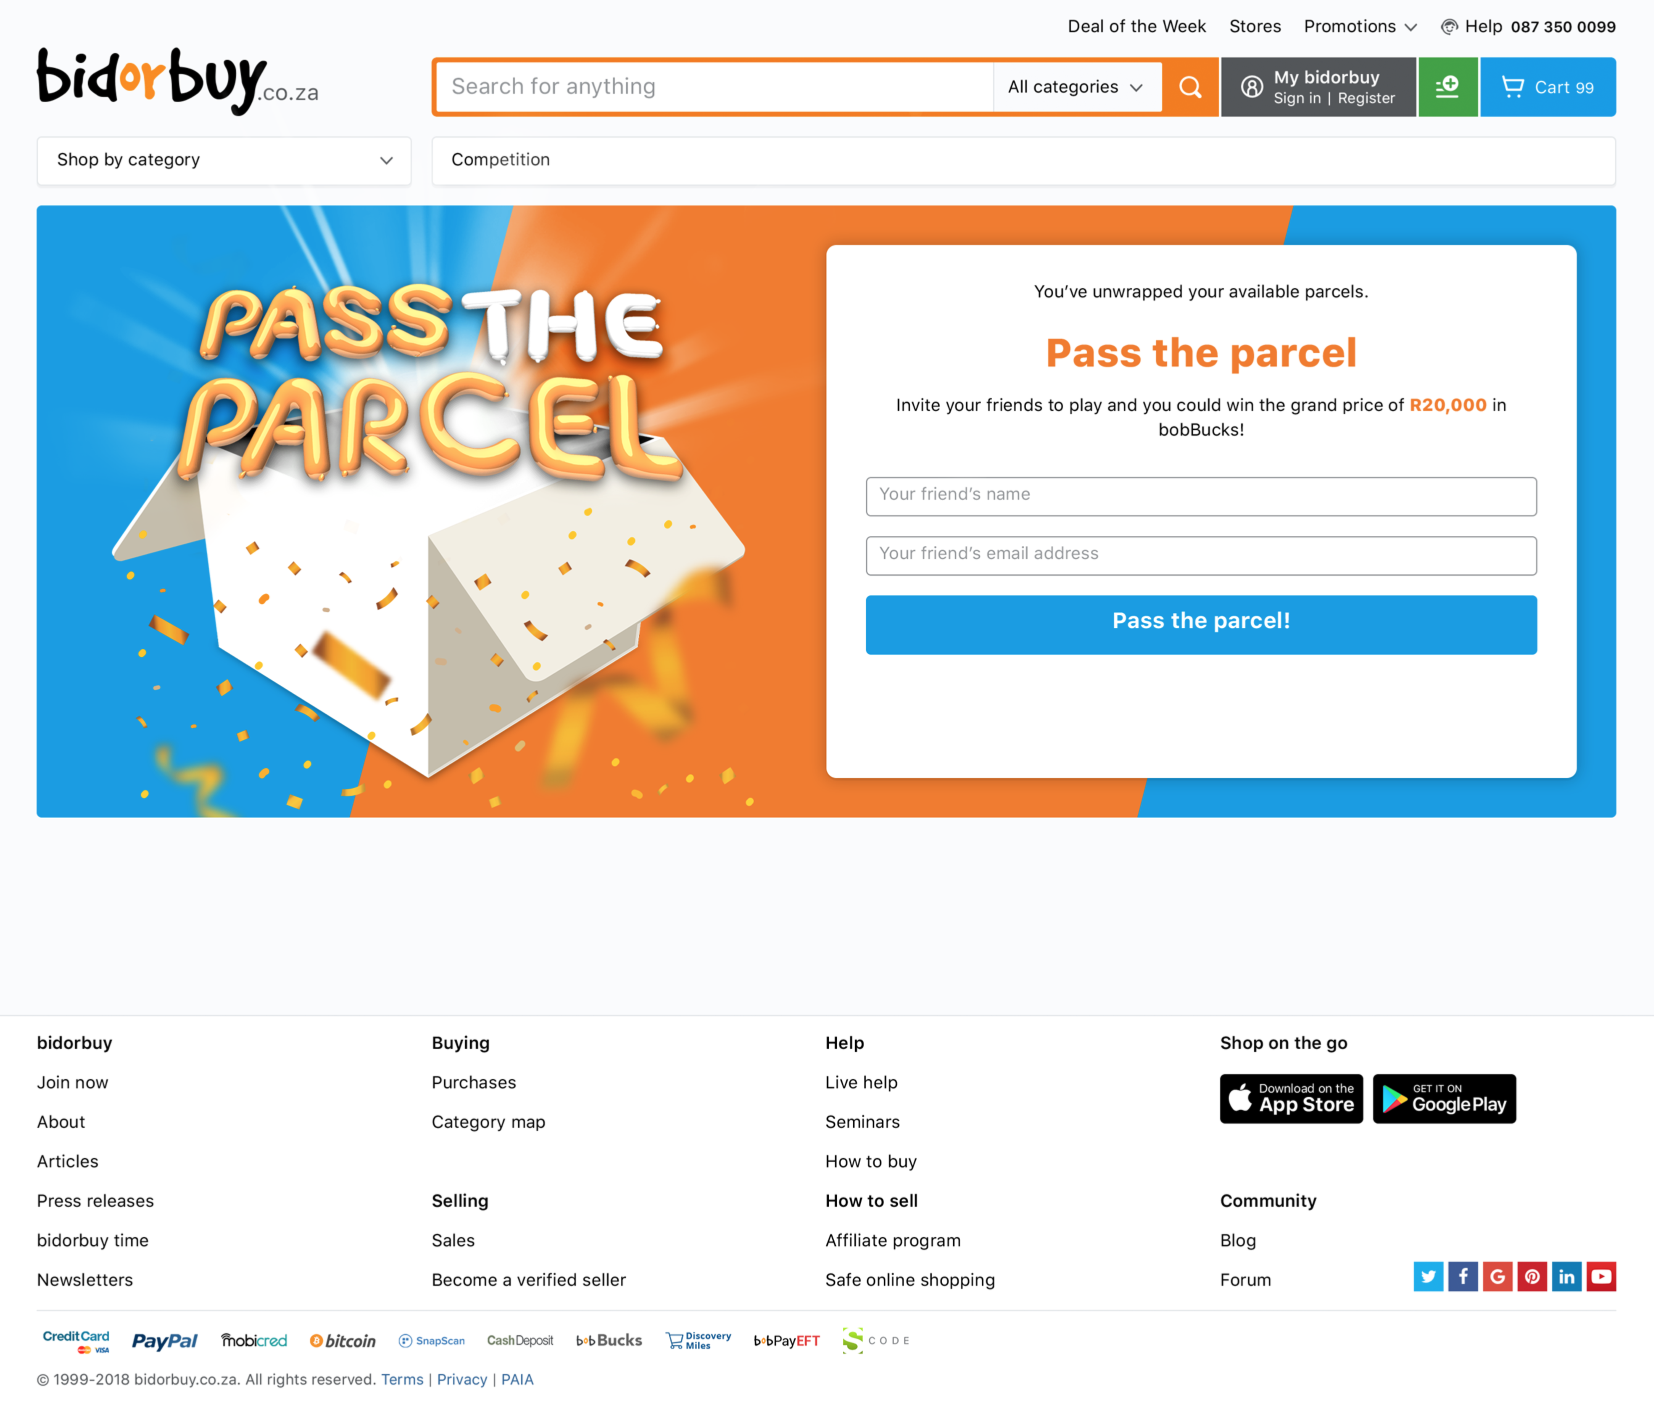 Deal of the Week Stores Promotions Help 087 350 0099
bidorbuy.co.za
Search for anything All categories
My bidorbuy
Sign in | Register
Cart 99
Shop by category
Competition
PASS THE
PARCEL
You’ve unwrapped your available parcels.
Pass the parcel
Invite your friends to play and you could win the grand price of R20,000 in
bobBucks!
Your friend’s name
Your friend’s email address
Pass the parcel!
bidorbuy
Join now
About
Articles
Press releases
bidorbuy time
Newsletters
Buying
Purchases
Category map
Selling
Sales
Become a verified seller
Help
Live help
Seminars
How to buy
How to sell
Affiliate program
Safe online shopping
Shop on the go
Download on the
App Store
GET IT ON
Google Play
Community
Blog
Forum
Credit Card
VISA
PayPal
mobicred
bitcoin
SnapScan
CashDeposit
bobBucks
Discovery
Miles
bobPayEFT
S CODE
© 1999-2018 bidorbuy.co.za. All rights reserved. Terms | Privacy | PAIA